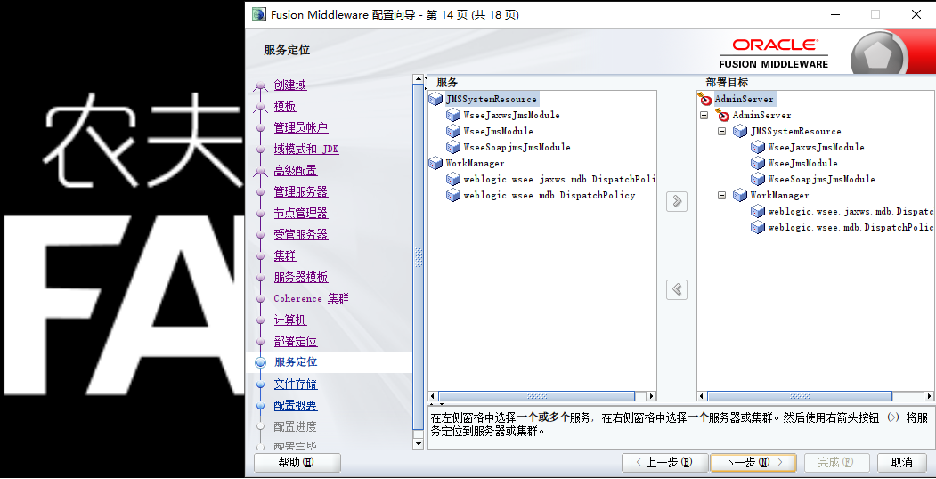 Fusion Middleware 配置向导 - 第 14 页 (共 18 页)
服务定位
ORACLE
FUSION MIDDLEWARE
农夫
FA
创建域
模板
管理员帐户
域模式和 JDK
高级配置
管理服务器
节点管理器
受管服务器
集群
服务器模板
Coherence 集群
计算机
部署定位
服务定位
文件存储
配置概要
配置进度
配置完毕
服务
JMSSystemResource
WseeJaxwsJmsModule
WseeJmsModule
WseeSoapjmsJmsModule
WorkManager
weblogic.wsee.jaxws.mdb.DispatchPoli
weblogic.wsee.mdb.DispatchPolicy
部署目标
AdminServer
AdminServer
JMSSystemResource
WseeJaxwsJmsModule
WseeJmsModule
WseeSoapjmsJmsModule
WorkManager
weblogic.wsee.jaxws.mdb.Dispatc
weblogic.wsee.mdb.DispatchPolic
在左侧窗格中选择一个或多个服务, 在右侧窗格中选择一个服务器或集群。然后使用右箭头按钮 (>) 将服
务定位到服务器或集群。
帮助(H)
< 上一步(B)
下一步(N) >
完成(F)
取消